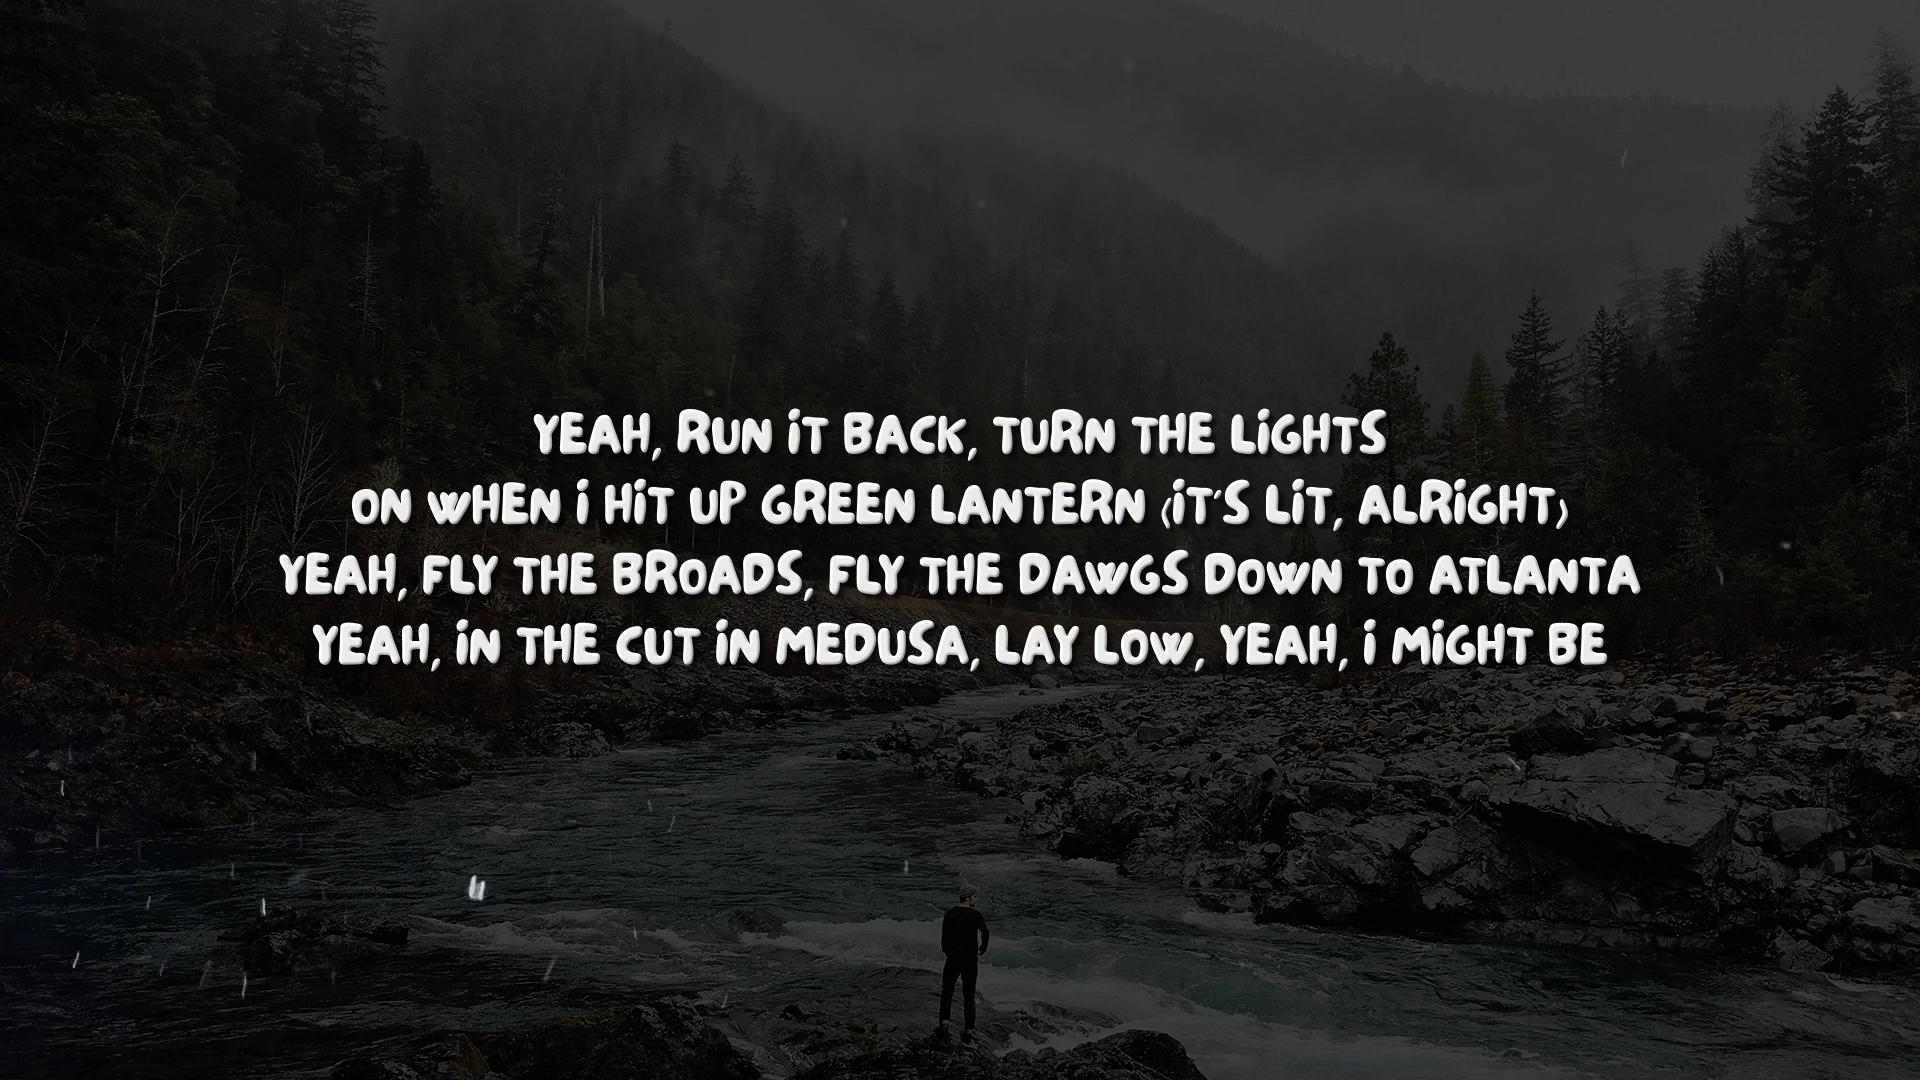 YEAH, RUN iT BACK, TURN THE LiGHTS
ON WHEN i HiT UP GREEN LANTERN (iT'S LiT, ALRiGHT)
YEAH, FLY THE BROADS, FLY THE DAWGS DOWN TO ATLANTA
YEAH, iN THE CUT iN MEDUSA, LAY LOW, YEAH, i MiGHT BE